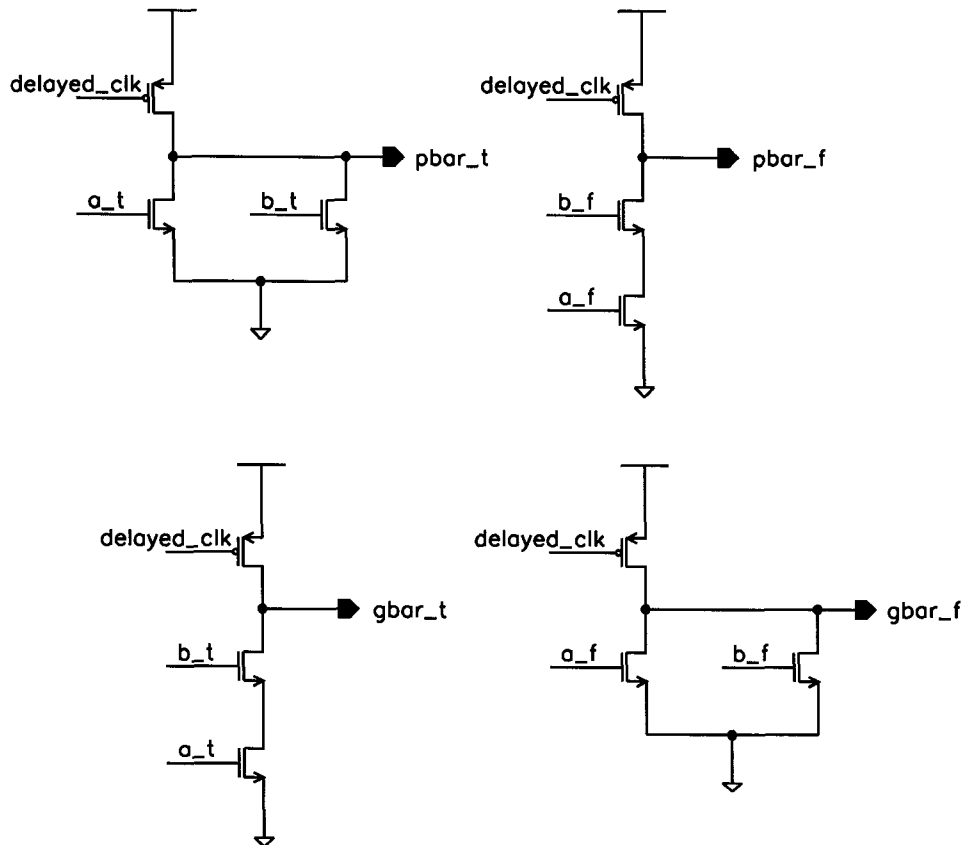 delayed_clk
pbar_t
a_t
b_t
delayed_clk
pbar_f
b_f
a_f
delayed_clk
gbar_t
b_t
a_t
delayed_clk
gbar_f
a_f
b_f